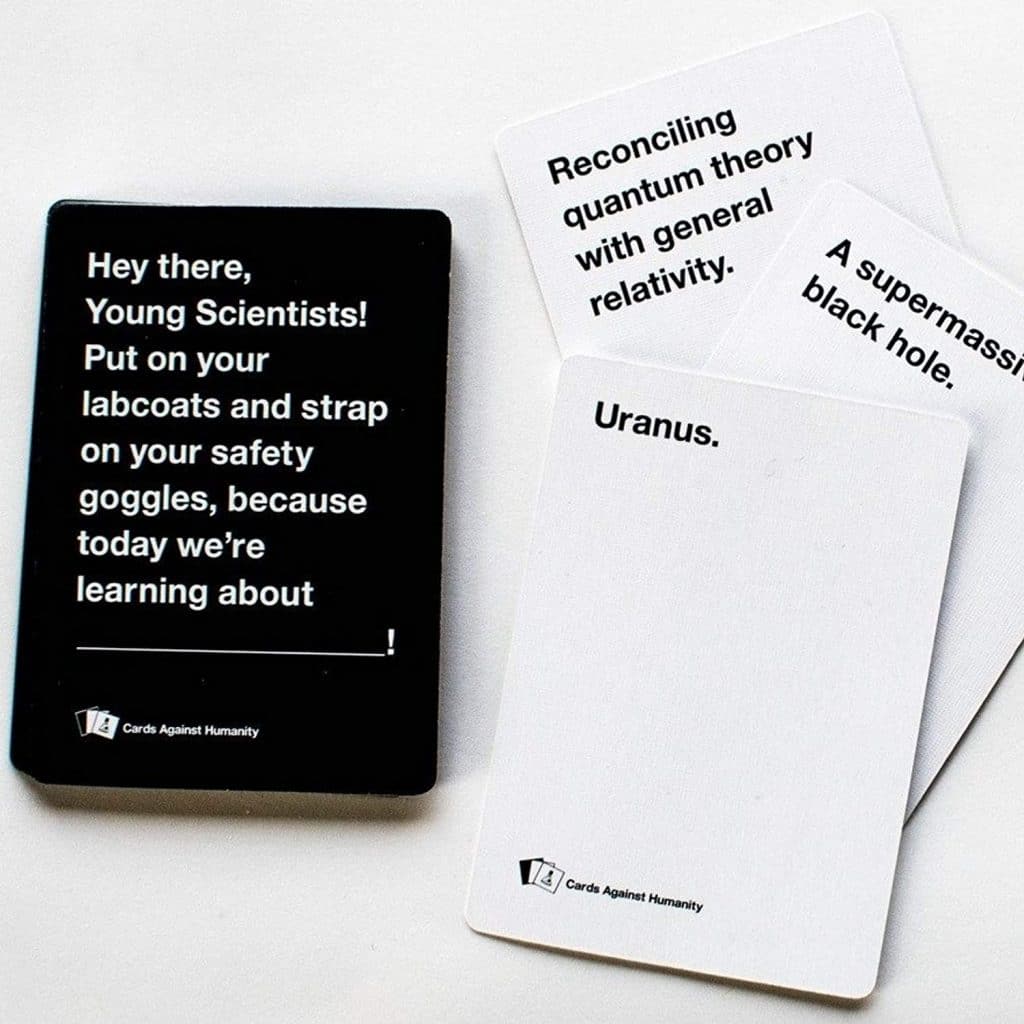 Hey there,
Young Scientists!
Put on your
labcoats and strap
on your safety
goggles, because
today we're
learning about
____________________!
Cards Against Humanity
Reconciling
quantum theory
with general
relativity.
A
black hole.
Uranus.
Cards Against Humanity